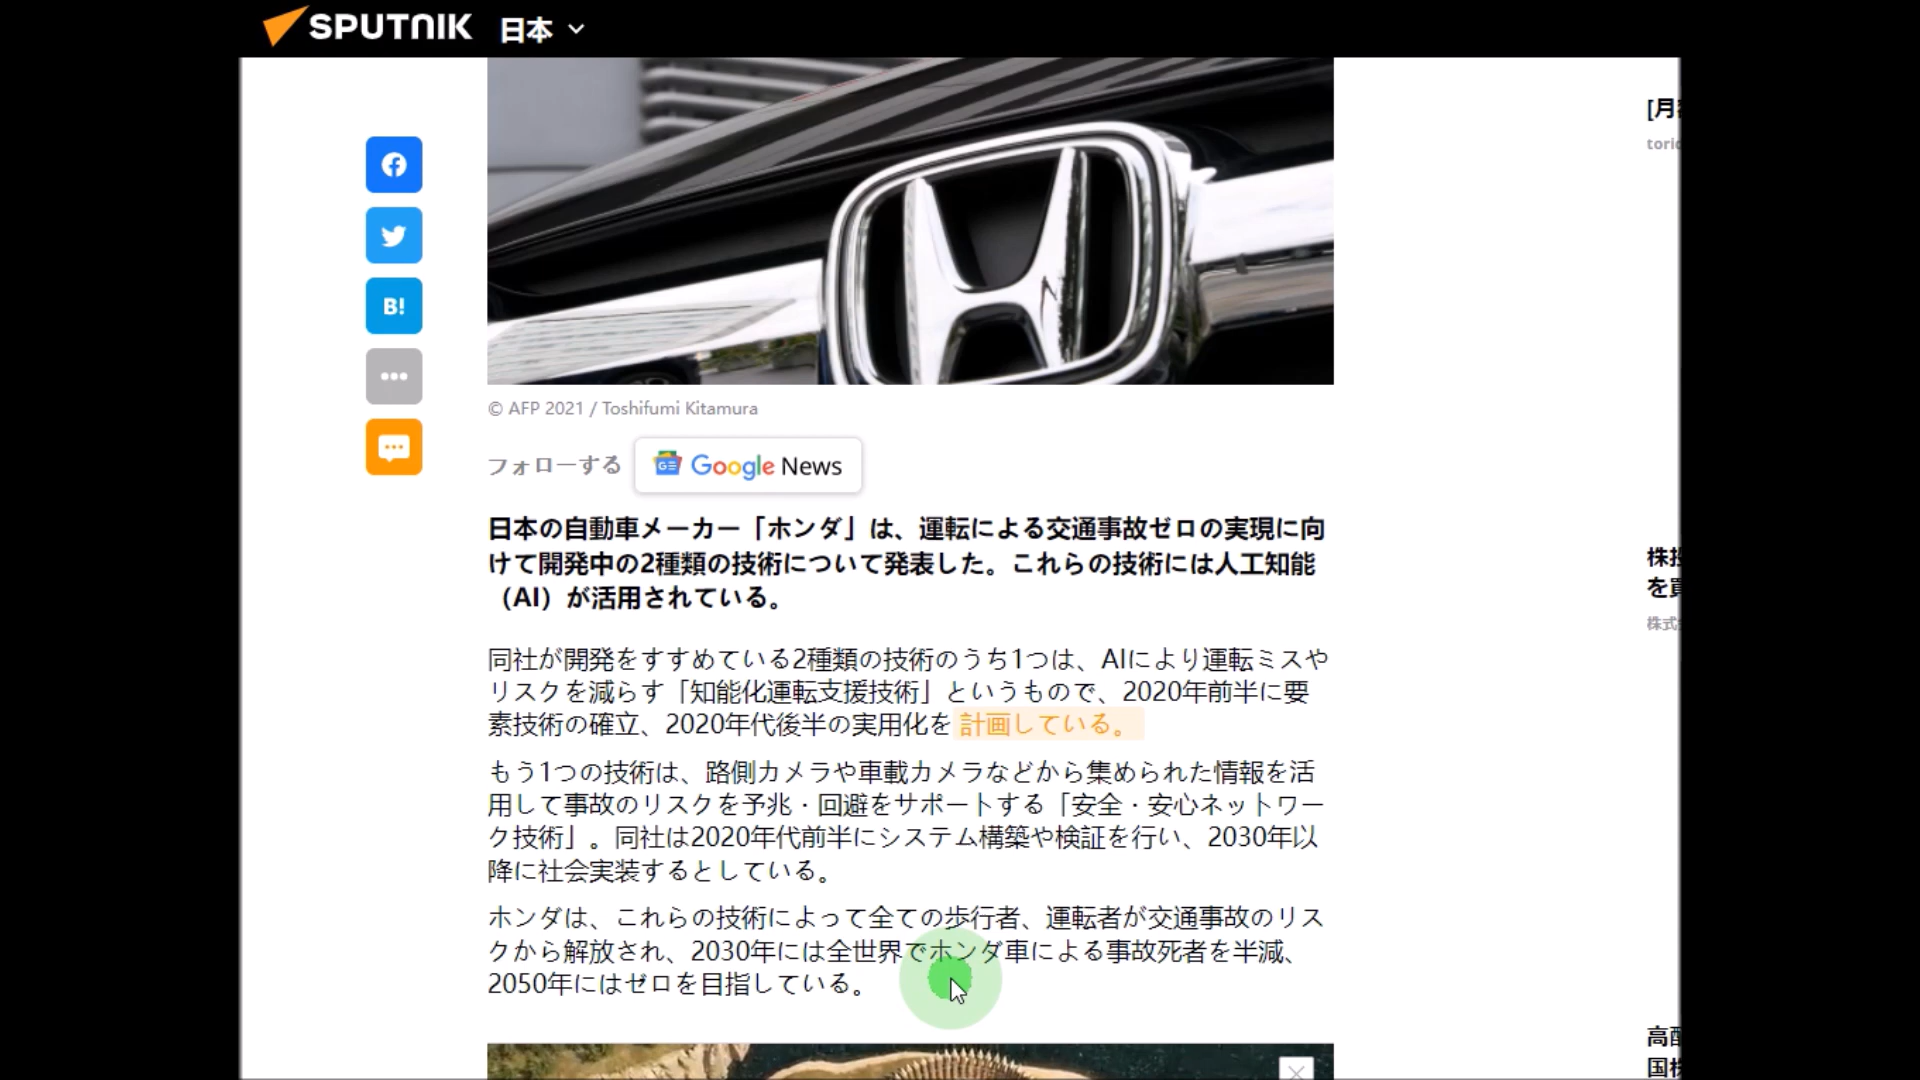 SPUTNIK 日本
[月
toric
B!
© AFP 2021 / Toshifumi Kitamura
フォローする GE Google News
日本の自動車メーカー「ホンダ」は、運転による交通事故ゼロの実現に向
けて開発中の2種類の技術について発表した。これらの技術には人工知能
（AI）が活用されている。
同社が開発をすすめている2種類の技術のうち1つは、AIにより運転ミスや
リスクを減らす「知能化運転支援技術」というもので、2020年前半に要
素技術の確立、2020年代後半の実用化を 計画している。
もう1つの技術は、路側カメラや車載カメラなどから集められた情報を活
用して事故のリスクを予兆・回避をサポートする「安全・安心ネットワー
ク技術」。同社は2020年代前半にシステム構築や検証を行い、2030年以
降に社会実装するとしている。
ホンダは、これらの技術によって全ての歩行者、運転者が交通事故のリス
クから解放され、2030年には全世界でホンダ車による事故死者を半減、
2050年にはゼロを目指している。
株投
を買
株式
高配
国株